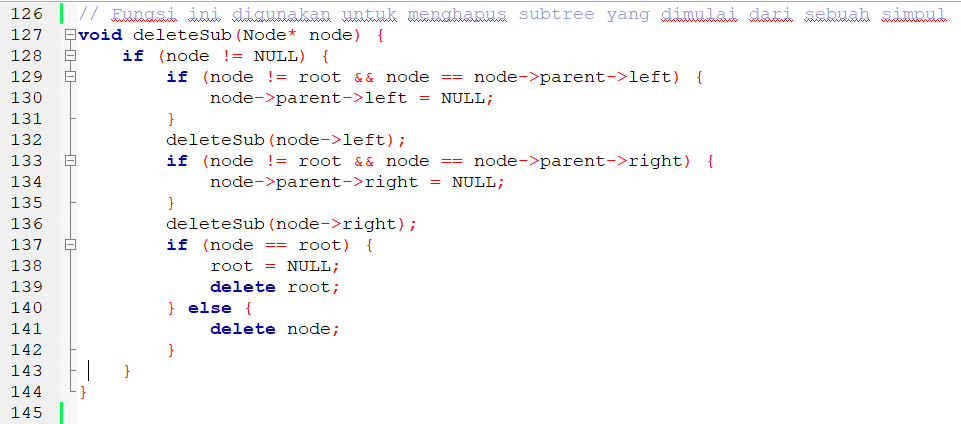 126 // Fungsi ini digunakan untuk menghapus subtree yang dimulai dari sebuah simpul
127 void deleteSub(Node* node) {
128     if (node != NULL) {
129         if (node != root && node == node->parent->left) {
130             node->parent->left = NULL;
131         }
132         deleteSub(node->left);
133         if (node != root && node == node->parent->right) {
134             node->parent->right = NULL;
135         }
136         deleteSub(node->right);
137         if (node == root) {
138             root = NULL;
139             delete root;
140         } else {
141             delete node;
142         }
143     }
144 }
145